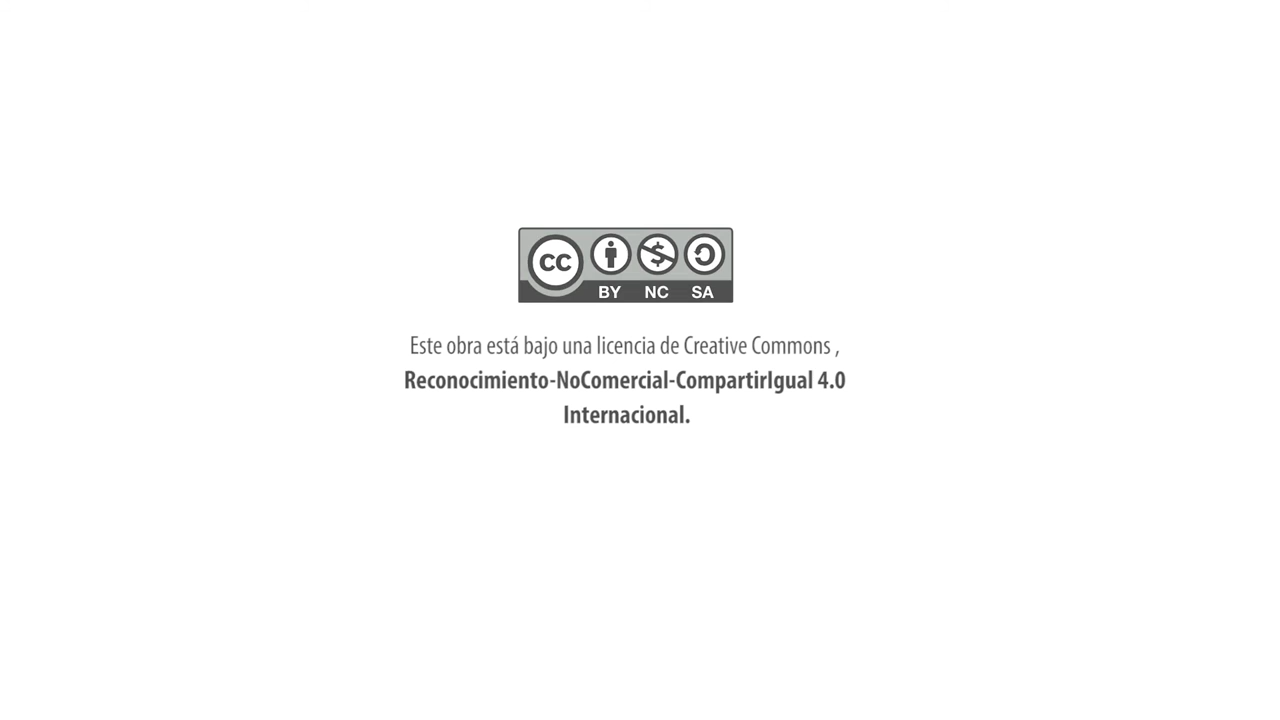 CC BY NC SA
Este obra está bajo una licencia de Creative Commons ,
Reconocimiento-NoComercial-CompartirIgual 4.0
Internacional.